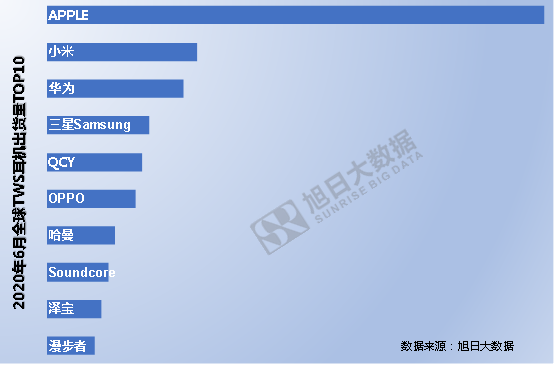 2020年6月全球TWS耳机出货量TOP10
APPLE
小米
华为
三星Samsung
QCY
OPPO
哈曼
Soundcore
泽宝
漫步者
旭日大数据
SUNRISE BIG DATA
数据来源：旭日大数据